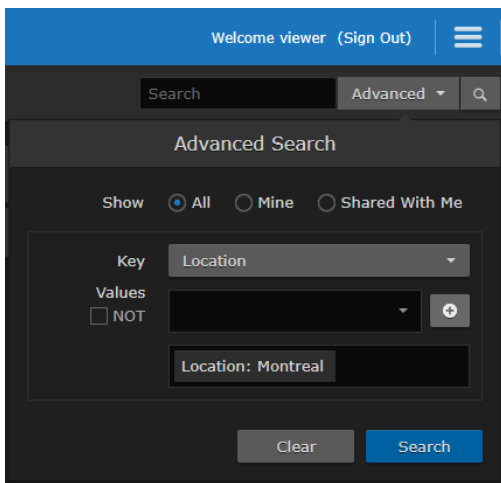 Welcome viewer (Sign Out)
Search Advanced
Advanced Search
Show All Mine Shared With Me
Key Location
Values
NOT
Location: Montreal
Clear Search